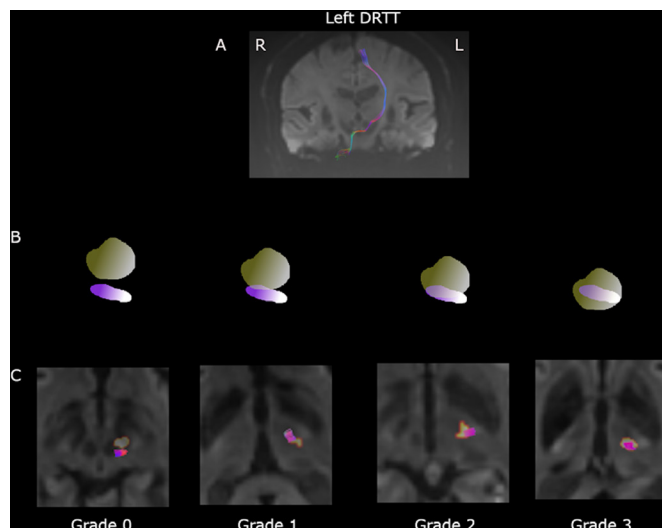 Left DRTT
A R L
B
C
Grade 0 Grade 1 Grade 2 Grade 3